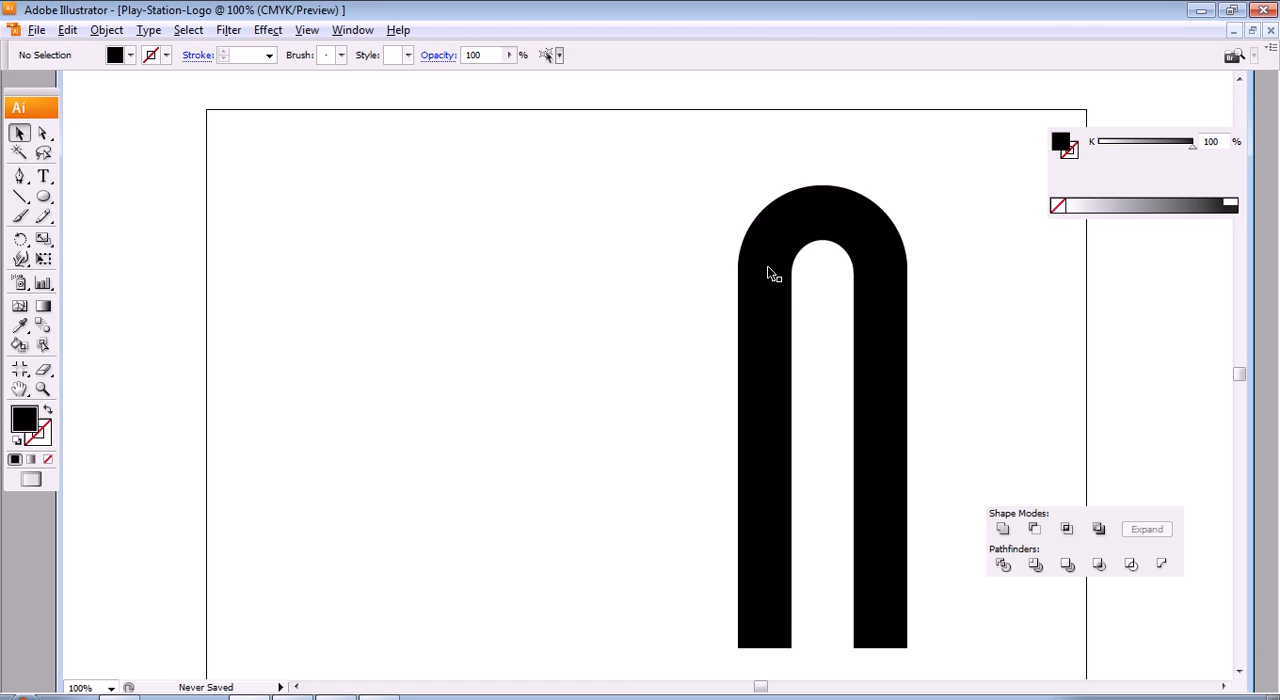 Adobe Illustrator - [Play-Station-Logo @ 100% (CMYK/Preview) ]
File Edit Object Type Select Filter Effect View Window Help
No Selection Stroke: Brush: Style: Opacity: 100 %
Ai
K 100 %
T
Shape Modes:
Expand
Pathfinders:
100% Never Saved